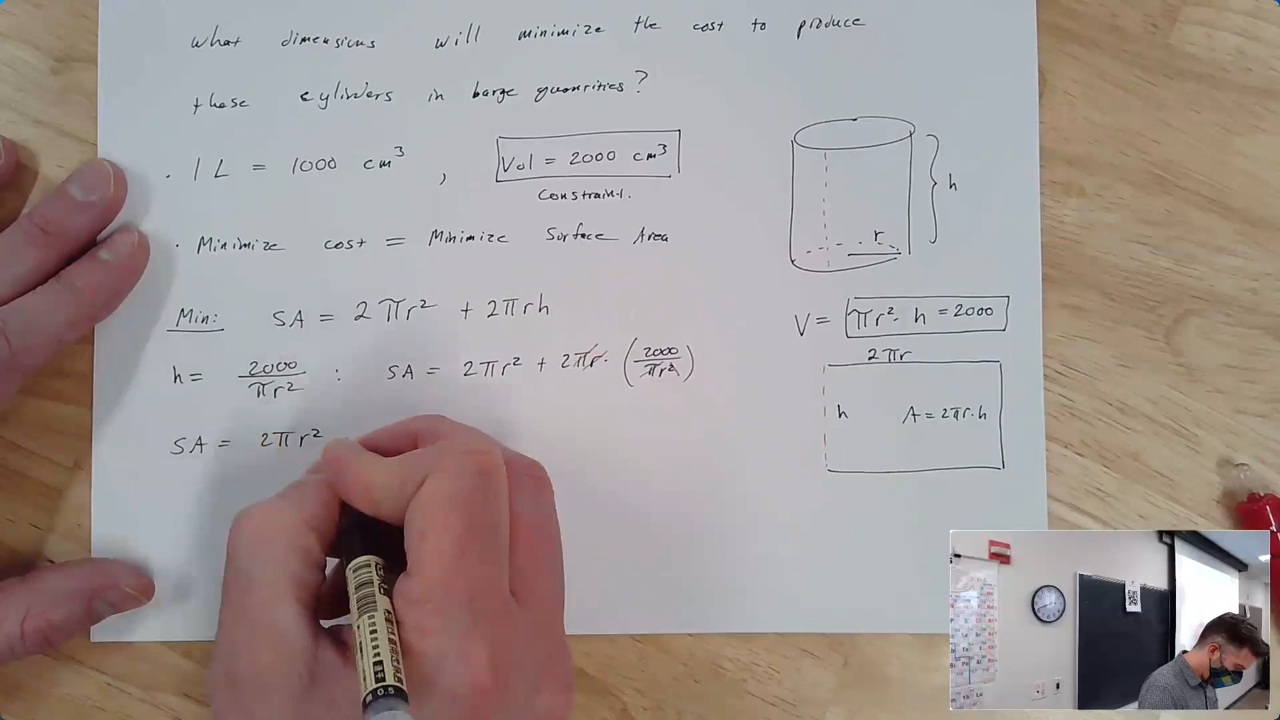 What dimensions will minimize the cost to produce
these cylinders in large quantities?
· 1 L = 1000 cm³ , Vol = 2000 cm³
Constraint.
· Minimize cost = Minimize Surface Area
h
r
Min: SA = 2πr² + 2πrh
V = πr² · h = 2000
h = 2000/πr² : SA = 2πr² + 2πr · (2000/πr²)
2πr
h A = 2πr·h
SA = 2πr²
0.5